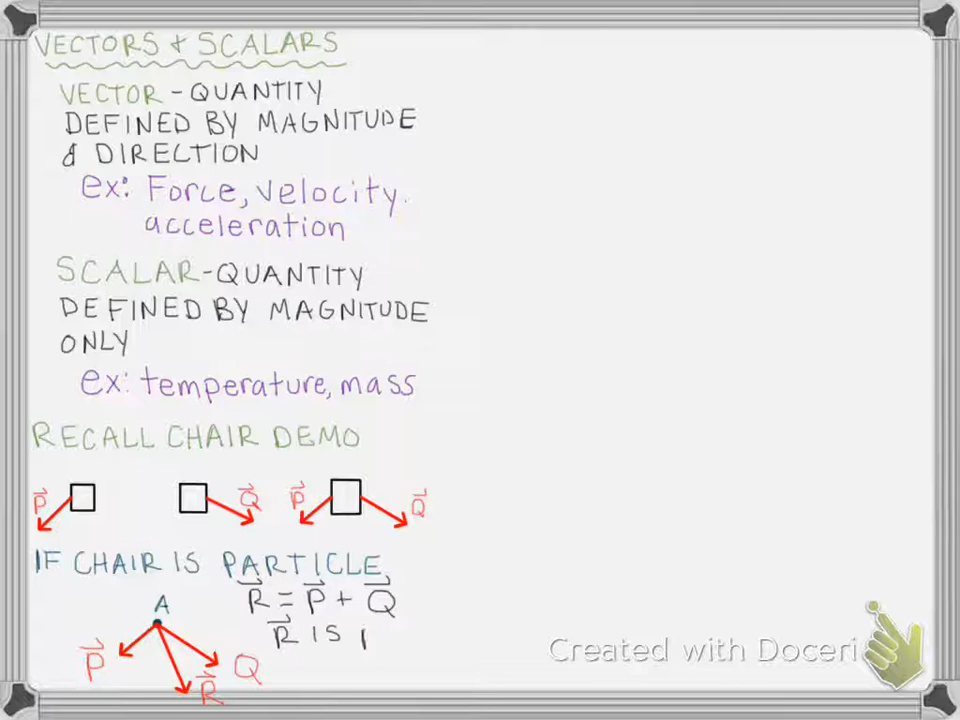 VECTORS & SCALARS
VECTOR - QUANTITY
DEFINED BY MAGNITUDE
& DIRECTION
ex: Force, velocity.
acceleration
SCALAR - QUANTITY
DEFINED BY MAGNITUDE
ONLY
ex: temperature, mass
RECALL CHAIR DEMO
P⃗ Q⃗ P⃗ Q⃗
IF CHAIR IS PARTICLE,
R⃗ = P⃗ + Q⃗
A
R⃗ IS
P⃗ Q
R⃗
Created with Doceri